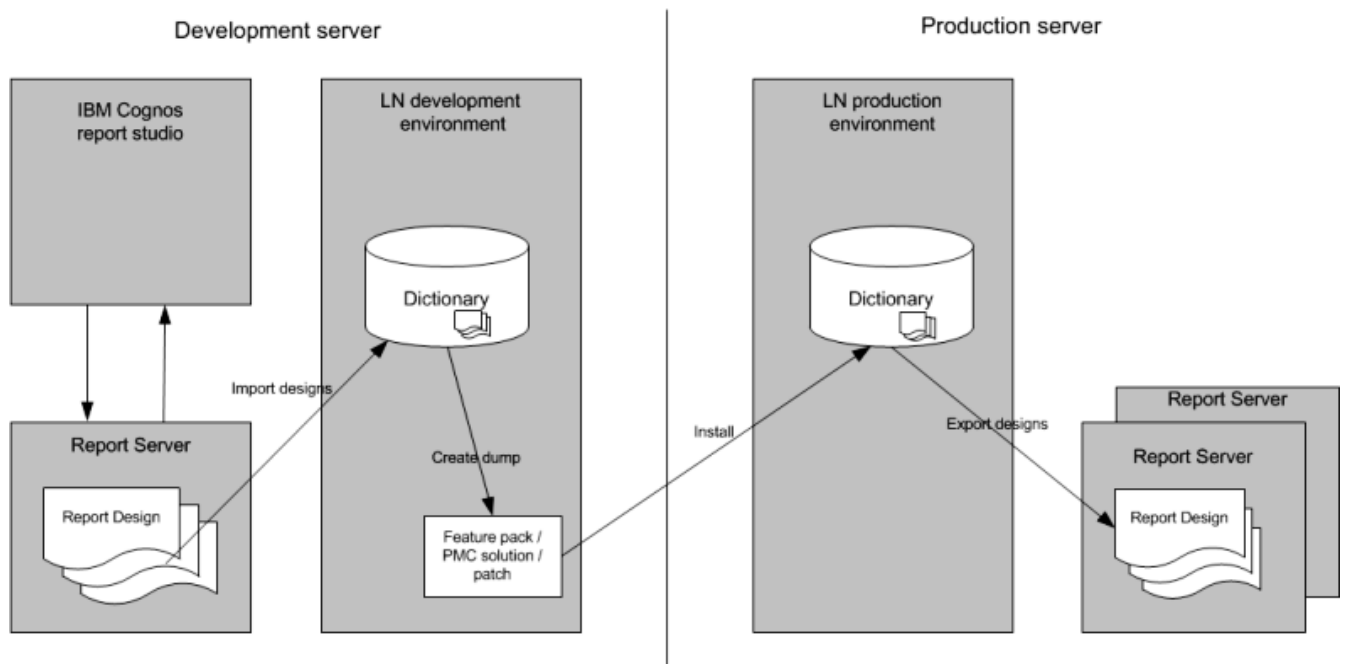 Development server
Production server
IBM Cognos
report studio
LN development
environment
LN production
environment
Dictionary
Dictionary
Import designs
Report Server
Install
Export designs
Report Server
Report Server
Create dump
Report Design
Report Design
Feature pack /
PMC solution /
patch